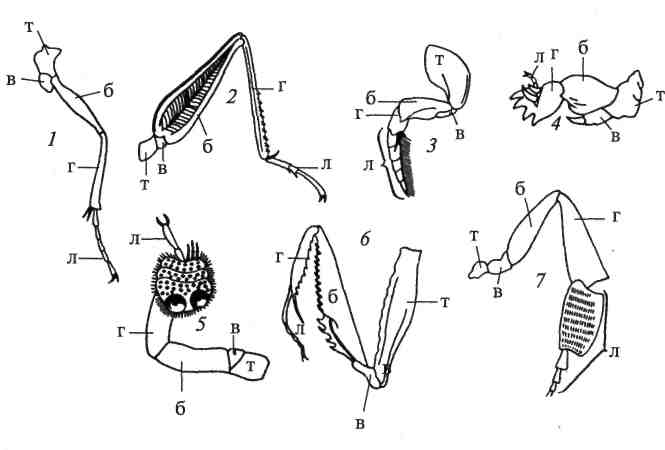 т
в
б
1
г
л
2
г
б
в
т
л
т
б
г
в
л
3
л
г
б
т
в
4
л
5
г
б
в
т
6
г
б
л
т
в
в
б
г
т
в
7
л